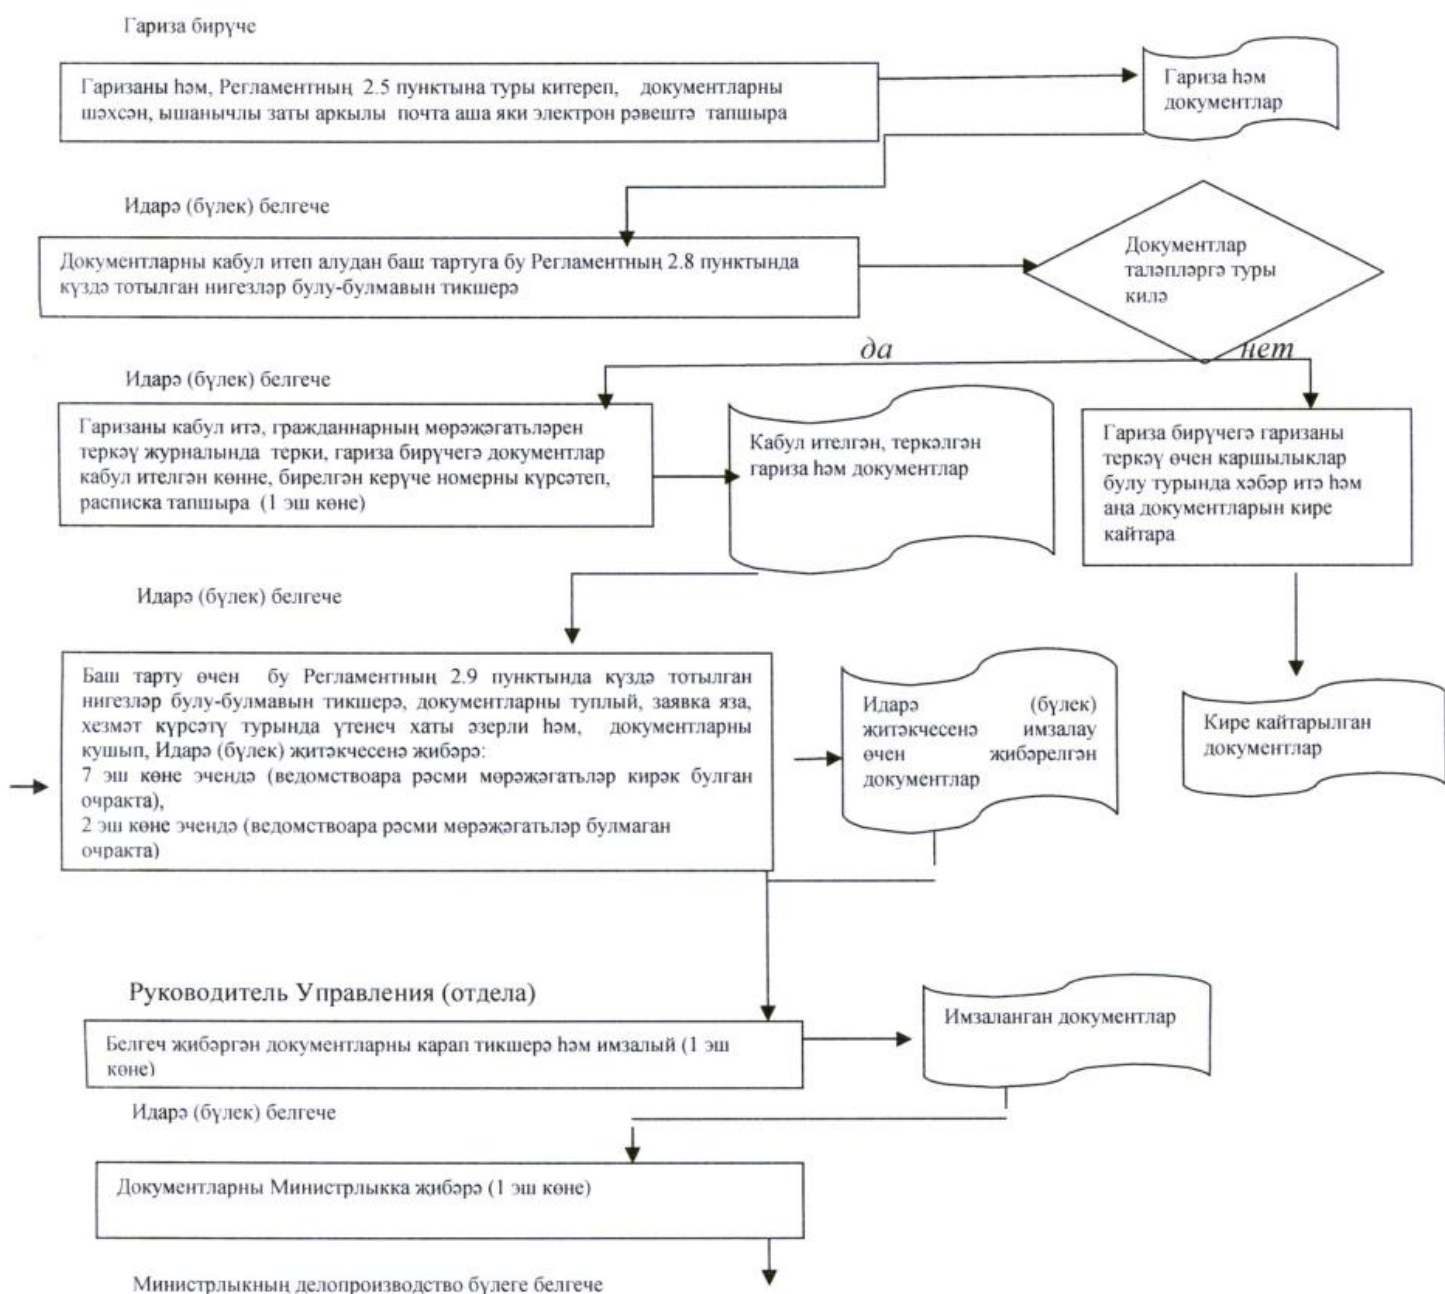 Гариза бирүче
Гаризаны һәм, Регламентның 2.5 пунктына туры китереп, документларны
шәхсән, ышанычлы заты аркылы почта аша яки электрон рәвештә тапшыра
Гариза һәм
документлар
Идарә (бүлек) белгече
Документларны кабул итеп алудан баш тартуга бу Регламентның 2.8 пунктында
күздә тотылган нигезләр булу-булмавын тикшерә
Документлар
таләпләргә туры
килә
да
нет
Идарә (бүлек) белгече
Гаризаны кабул итә, гражданнарның мөрәҗәгатьләрен
теркәү журналында терки, гариза бирүчегә документлар
кабул ителгән көнне, бирелгән керүче номерны күрсәтеп,
расписка тапшыра (1 эш көне)
Кабул ителгән, теркәлгән
гариза һәм документлар
Гариза бирүчегә гаризаны
теркәү өчен каршылыклар
булу турында хәбәр итә һәм
аңа документларын кире
кайтара
Идарә (бүлек) белгече
Баш тарту өчен бу Регламентның 2.9 пунктында күздә тотылган
нигезләр булу-булмавын тикшерә, документларны туплый, заявка яза,
хезмәт күрсәтү турында үтенеч хаты әзерли һәм, документларны
кушып, Идарә (бүлек) җитәкчесенә җибәрә:
7 эш көне эчендә (ведомствоара рәсми мөрәҗәгатьләр кирәк булган
очракта),
2 эш көне эчендә (ведомствоара рәсми мөрәҗәгатьләр булмаган
очракта)
Идарә (бүлек)
җитәкчесенә имзалау
өчен җибәрелгән
документлар
Кире кайтарылган
документлар
Руководитель Управления (отдела)
Белгеч җибәргән документларны карап тикшерә һәм имзалый (1 эш
көне)
Имзаланган документлар
Идарә (бүлек) белгече
Документларны Министрлыкка җибәрә (1 эш көне)
Министрлыкның делопроизводство бүлеге белгече